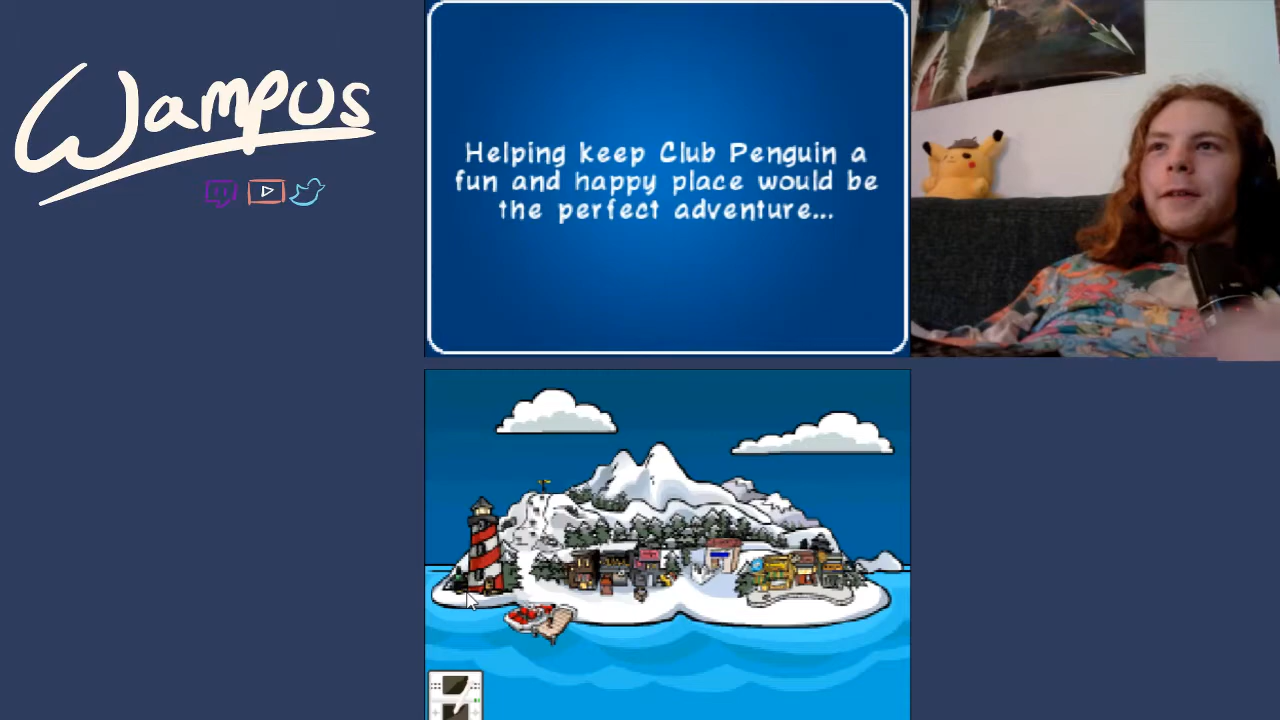 Wampus
Helping keep Club Penguin a
fun and happy place would be
the perfect adventure...